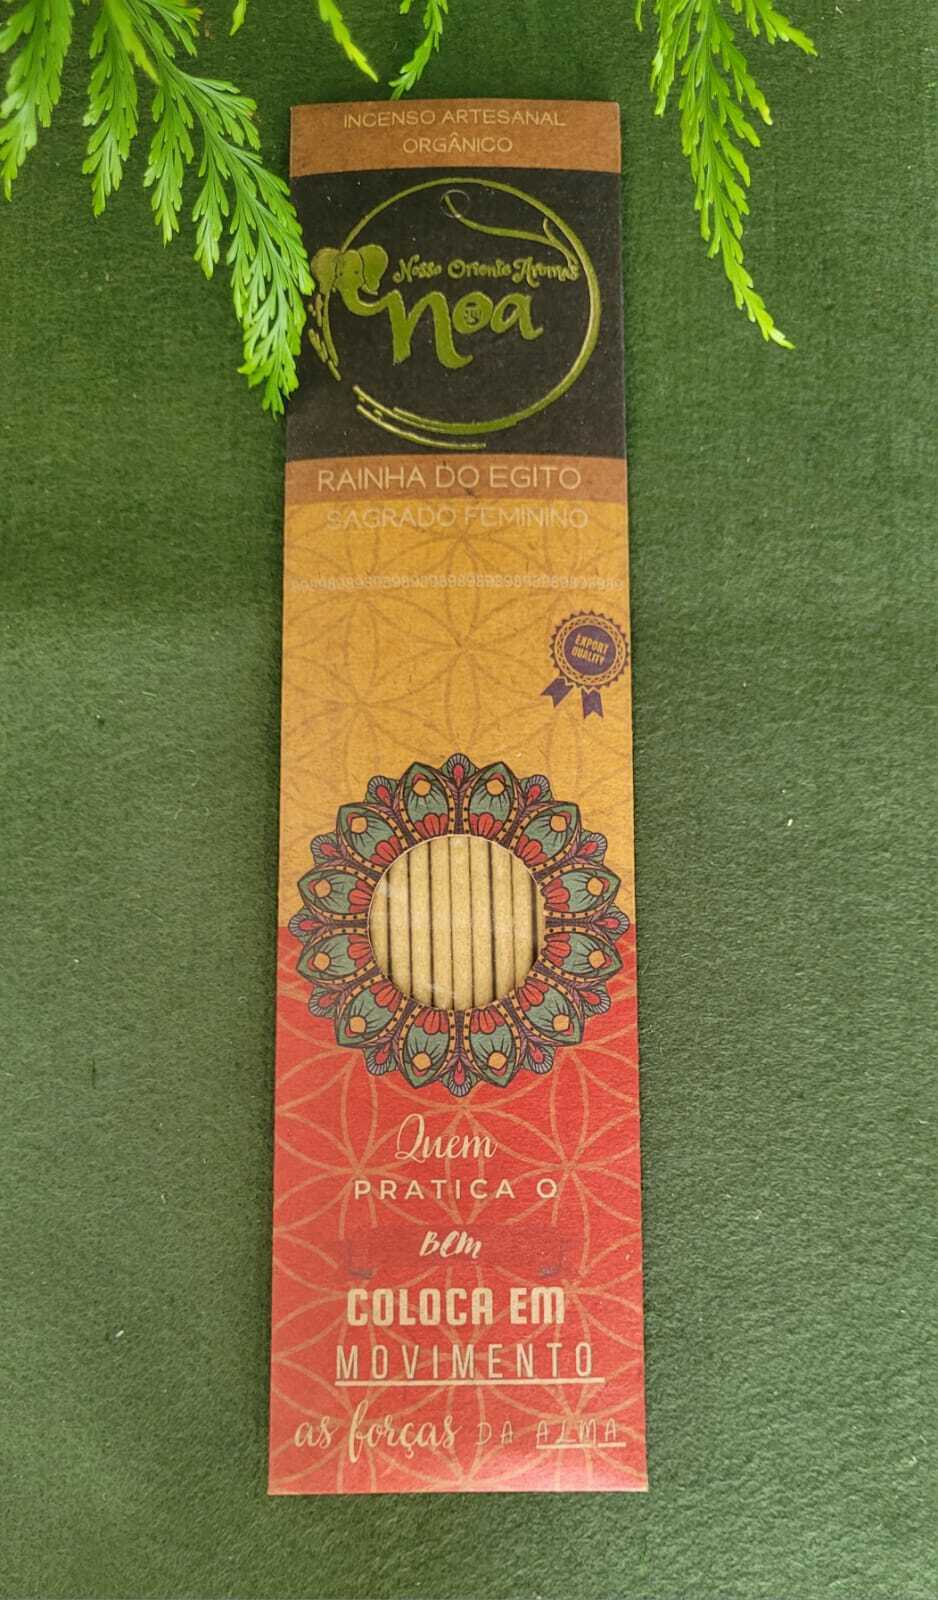 INCENSO ARTESANAL
ORGÂNICO
Nosso Oriente Aromas
noa
RAINHA DO EGITO
SAGRADO FEMININO
EXPORT
QUALITY
Quem
PRATICA O
BEM
COLOCA EM
MOVIMENTO
as forças DA ALMA